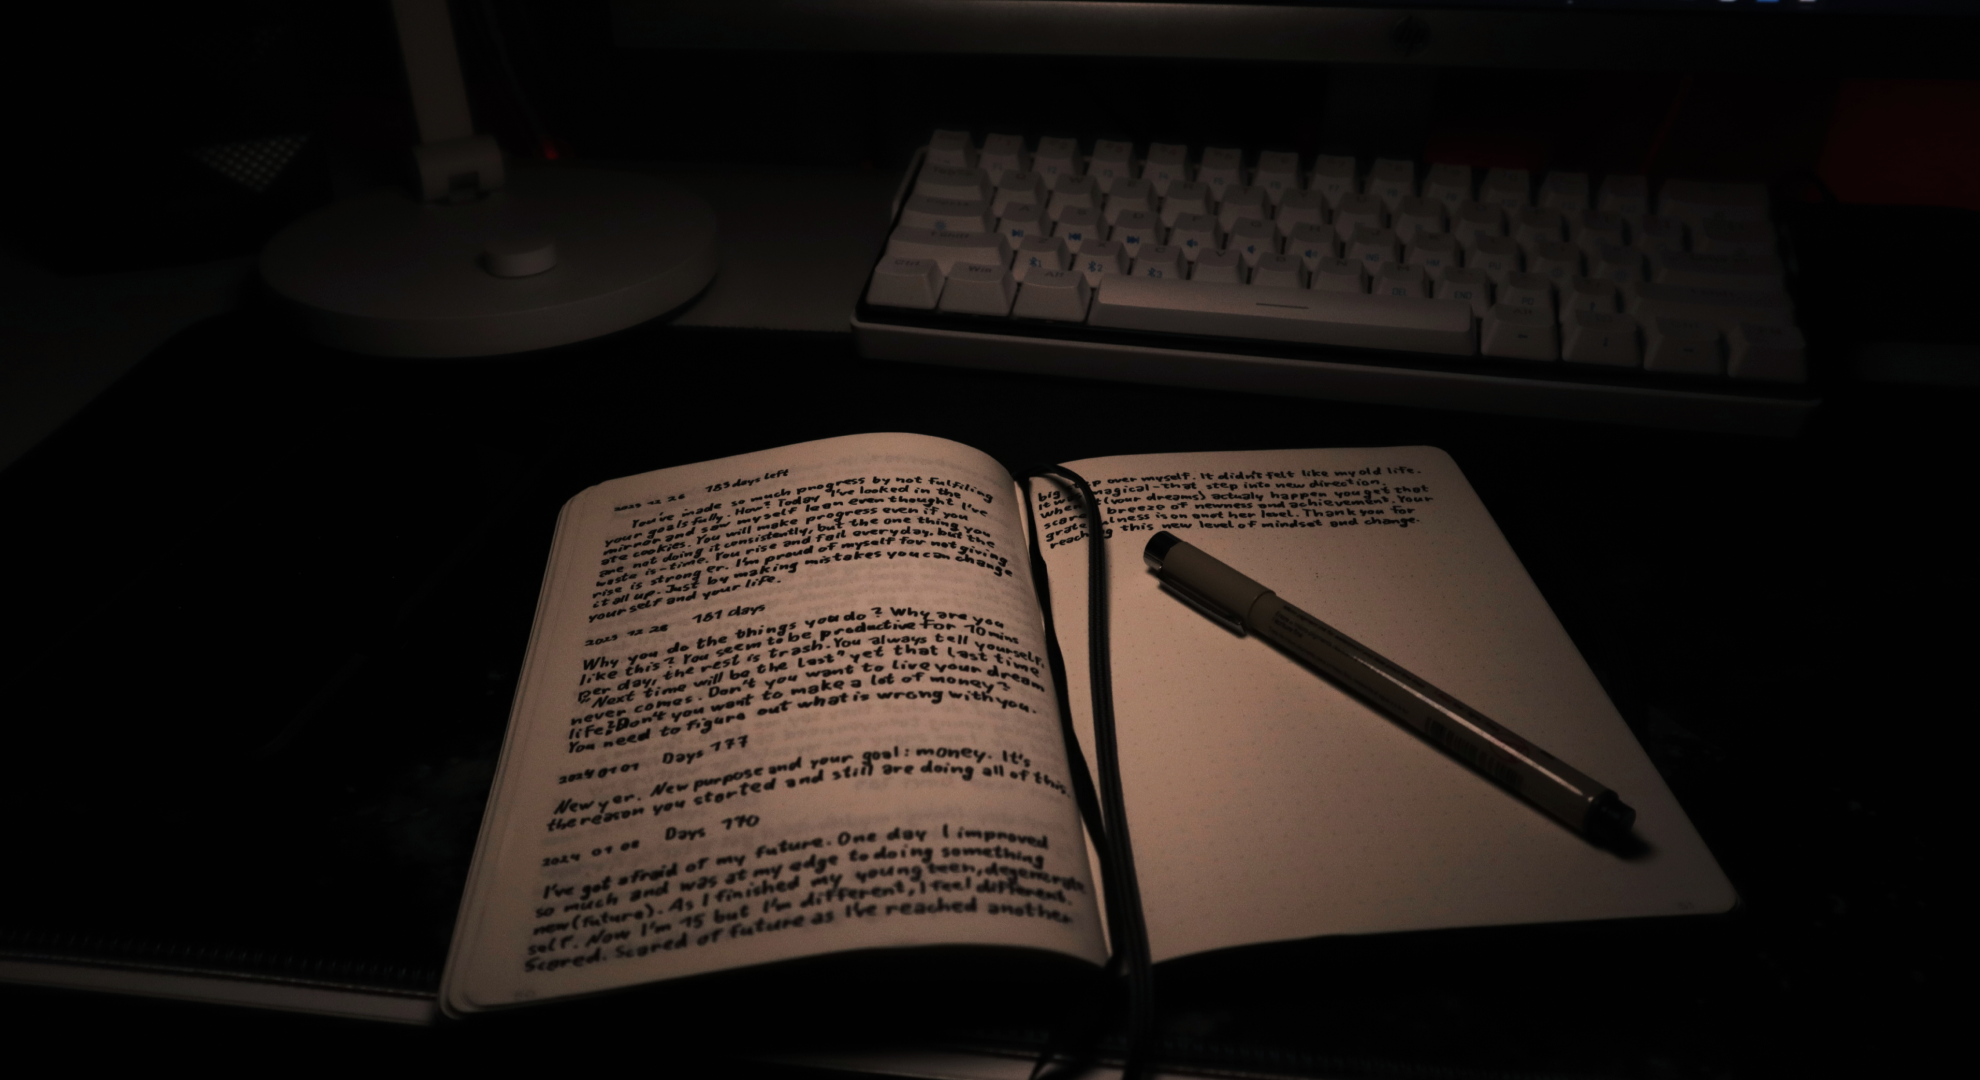 2023 12 26 183 days left
You've made so much progress by not fulfiling
your goals fully. How? Today I've looked in the
mirror and saw myself lean even thought I've
ate cookies. You will make progress even if you
are not doing it consistently, but the one thing you
waste is-time. You rise and fail everyday, but the
rise is stronger. I'm proud of myself for not giving
it all up. Just by making mistakes you can change
yourself and your life.
2023 12 28 181 days
Why you do the things you do? Why are you
like this? You seem to be productive for 10mins
per day, the rest is trash. You always tell yourself,
"Next time will be the last" yet that last time
never comes. Don't you want to live your dream
life? Don't you want to make a lot of money?
You need to figure out what is wrong with you.
2024 01 01 Days 177
New yer. New purpose and your goal: money. It's
the reason you started and still are doing all of this.
2024 01 08 Days 170
I've got afraid of my future. One day I improved
so much and was at my edge to doing something
new (future). As I finished my young teen, degenerate
self. Now I'm 15 but I'm different, I feel different.
Scared. Scared of future as I've reached another
big over myself. It didn't felt like my old life.
It magical-that step into new direction,
(your dreams) actualy happen you get that
breeze of newness and achievement. Your
is on another level. Thank you for
this new level of mindset and change.
Win
Alt